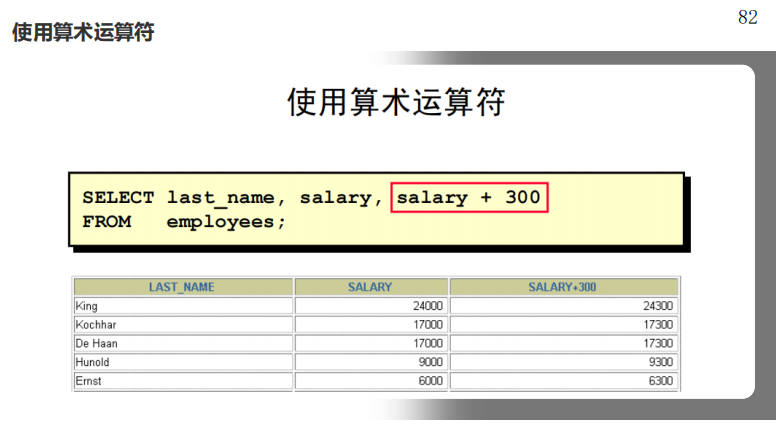 82
使用算术运算符
使用算术运算符
SELECT last_name, salary, salary + 300
FROM employees;
LAST_NAME SALARY SALARY+300
King 24000 24300
Kochhar 17000 17300
De Haan 17000 17300
Hunold 9000 9300
Ernst 6000 6300